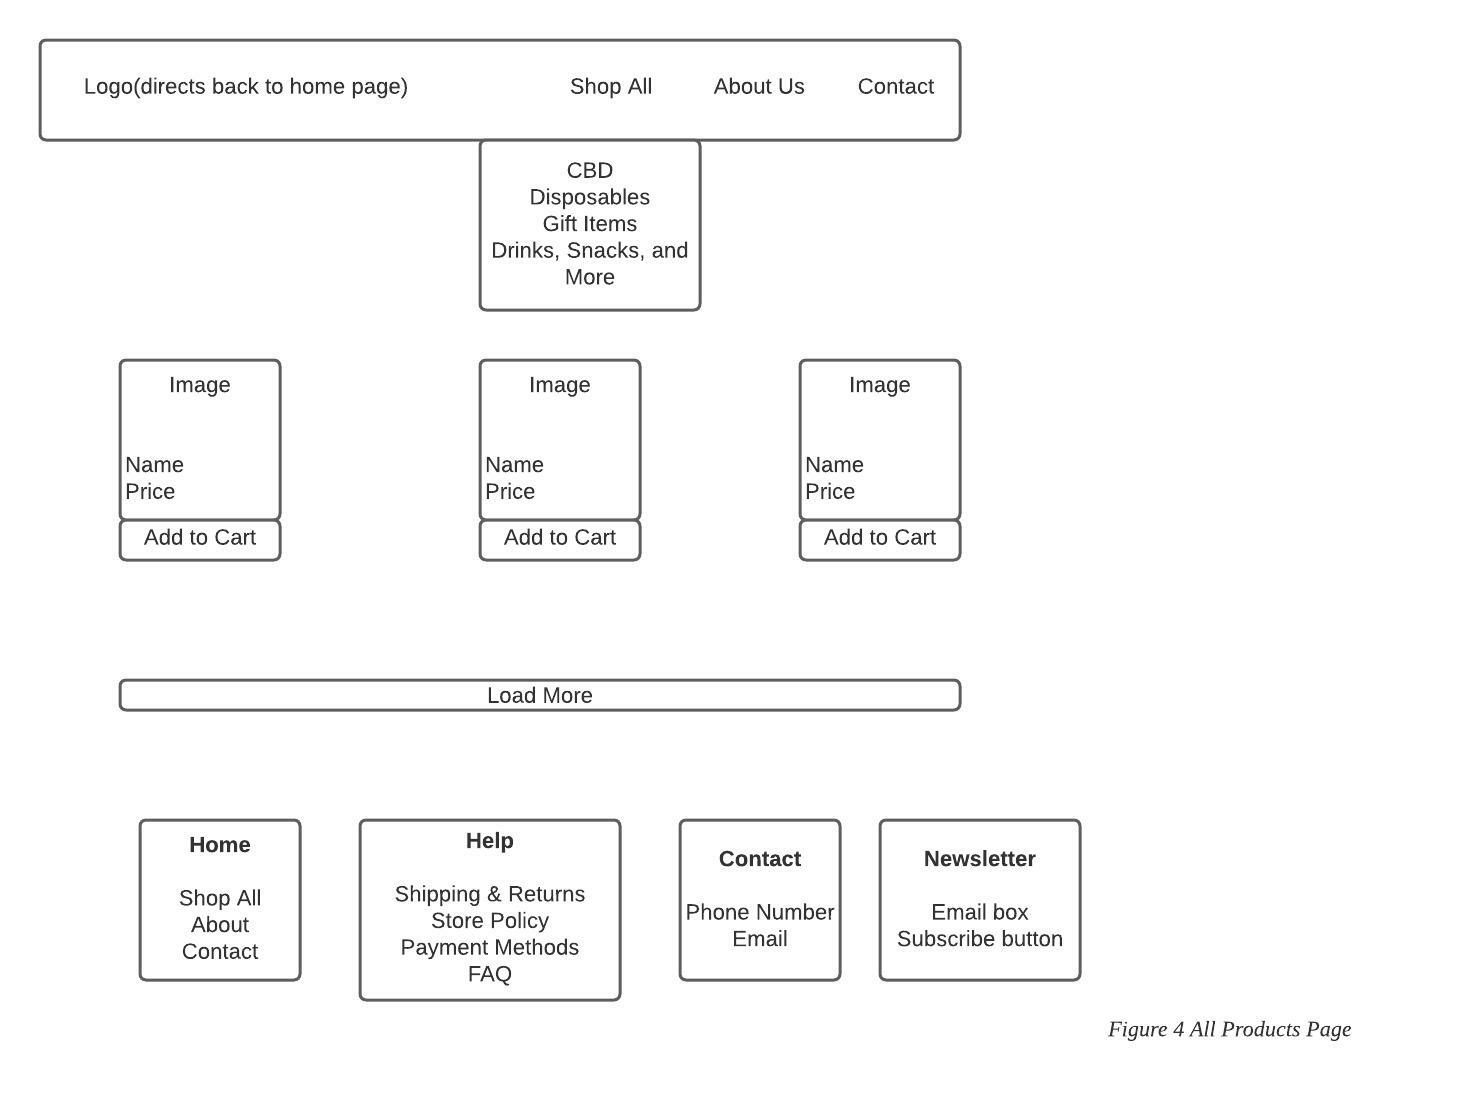 Logo(directs back to home page) Shop All About Us Contact
CBD
Disposables
Gift Items
Drinks, Snacks, and
More
Image
Name
Price
Add to Cart
Image
Name
Price
Add to Cart
Image
Name
Price
Add to Cart
Load More
Home
Shop All
About
Contact
Help
Shipping & Returns
Store Policy
Payment Methods
FAQ
Contact
Phone Number
Email
Newsletter
Email box
Subscribe button
Figure 4 All Products Page